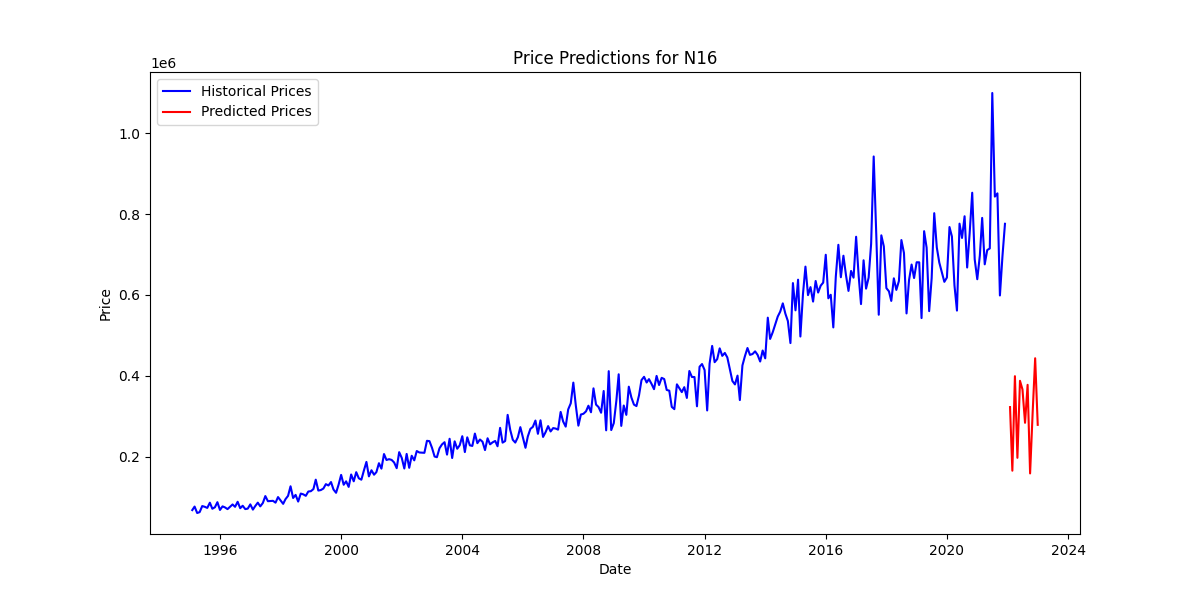 Price Predictions for N16
1e6
Historical Prices
Predicted Prices
1.0
0.8
0.6
0.4
0.2
Price
1996 2000 2004 2008 2012 2016 2020 2024
Date